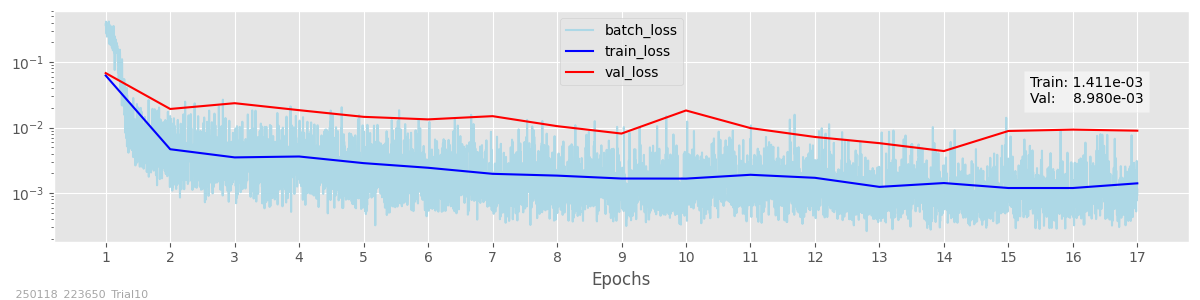 batch_loss
train_loss
val_loss
Train: 1.411e-03
Val: 8.980e-03
10⁻¹
10⁻²
10⁻³
1 2 3 4 5 6 7 8 9 10 11 12 13 14 15 16 17
Epochs
250118_223650_Trial10